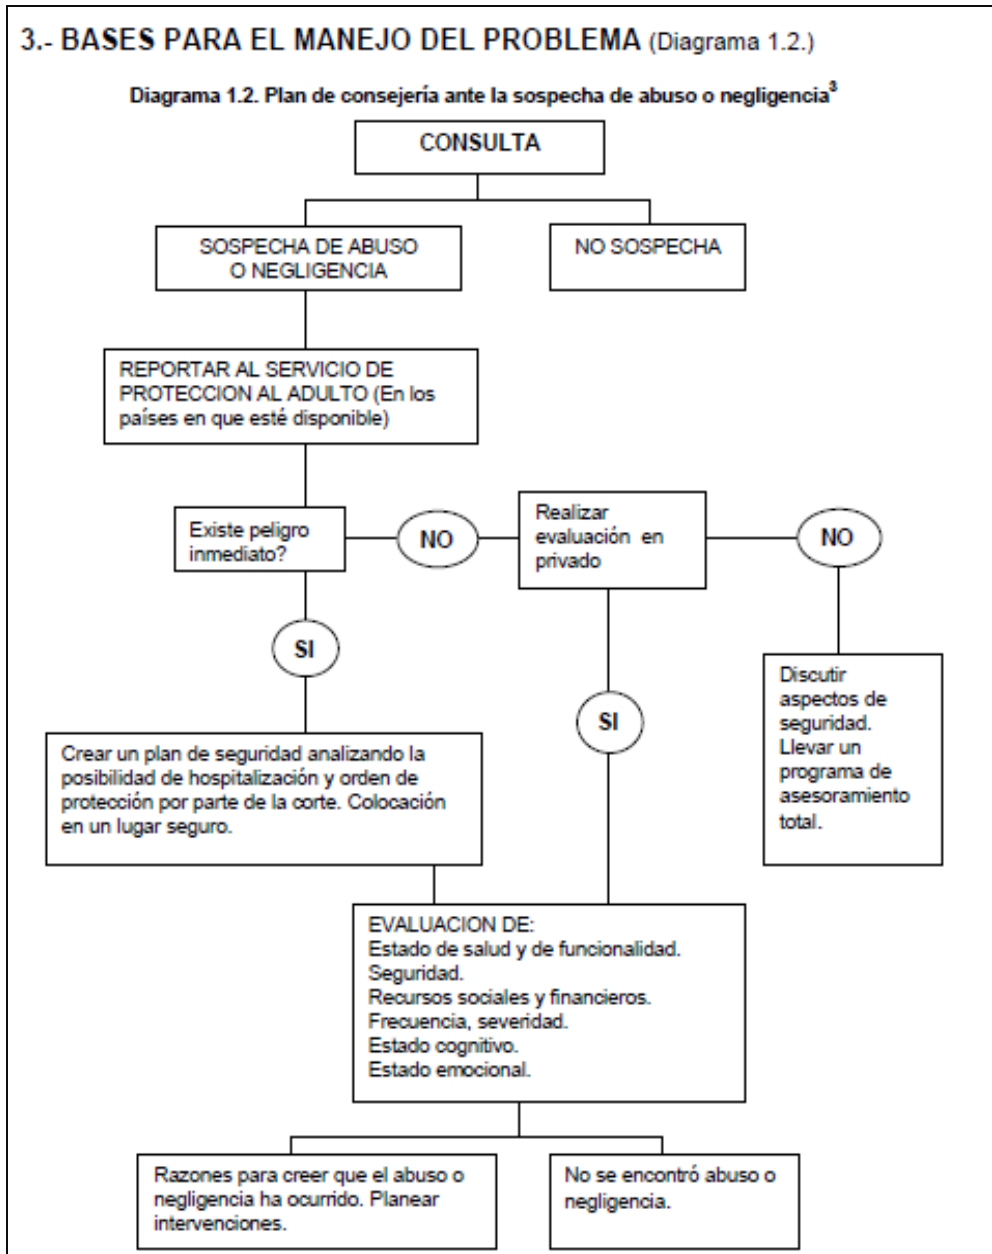 3.- BASES PARA EL MANEJO DEL PROBLEMA (Diagrama 1.2.)
Diagrama 1.2. Plan de consejería ante la sospecha de abuso o negligencia³
CONSULTA
SOSPECHA DE ABUSO
O NEGLIGENCIA
NO SOSPECHA
REPORTAR AL SERVICIO DE
PROTECCION AL ADULTO (En los
países en que esté disponible)
Existe peligro
inmediato?
NO
Realizar
evaluación en
privado
NO
SI
SI
Discutir
aspectos de
seguridad.
Llevar un
programa de
asesoramiento
total.
Crear un plan de seguridad analizando la
posibilidad de hospitalización y orden de
protección por parte de la corte. Colocación
en un lugar seguro.
EVALUACION DE:
Estado de salud y de funcionalidad.
Seguridad.
Recursos sociales y financieros.
Frecuencia, severidad.
Estado cognitivo.
Estado emocional.
Razones para creer que el abuso o
negligencia ha ocurrido. Planear
intervenciones.
No se encontró abuso o
negligencia.